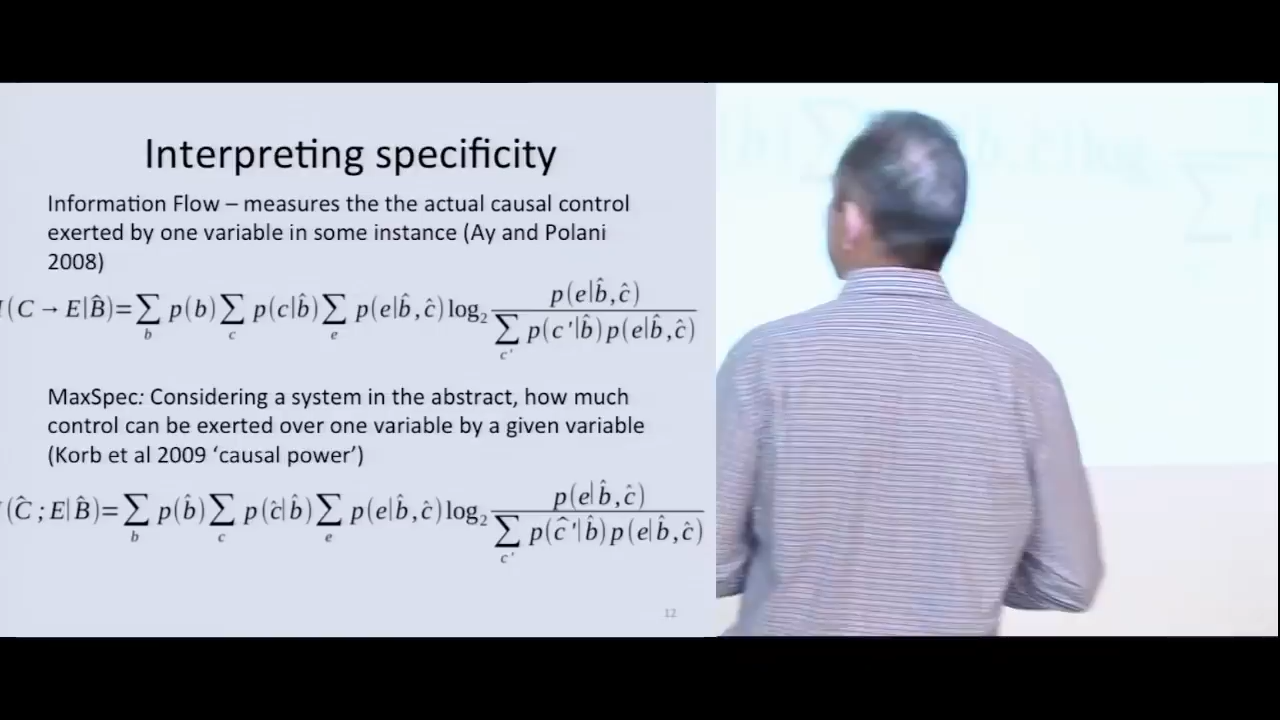 Interpreting specificity
Information Flow – measures the the actual causal control
exerted by one variable in some instance (Ay and Polani
2008)
(C → E|B̂)=∑_b p(b)∑_c p(c|b̂)∑_e p(e|b̂,ĉ)log₂ p(e|b̂,ĉ) / ∑_c' p(c'|b̂)p(e|b̂,ĉ)
MaxSpec: Considering a system in the abstract, how much
control can be exerted over one variable by a given variable
(Korb et al 2009 ‘causal power’)
(Ĉ;E|B̂)=∑_b p(b̂)∑_c p(ĉ|b̂)∑_e p(e|b̂,ĉ)log₂ p(e|b̂,ĉ) / ∑_c' p(ĉ'|b̂)p(e|b̂,ĉ)
12